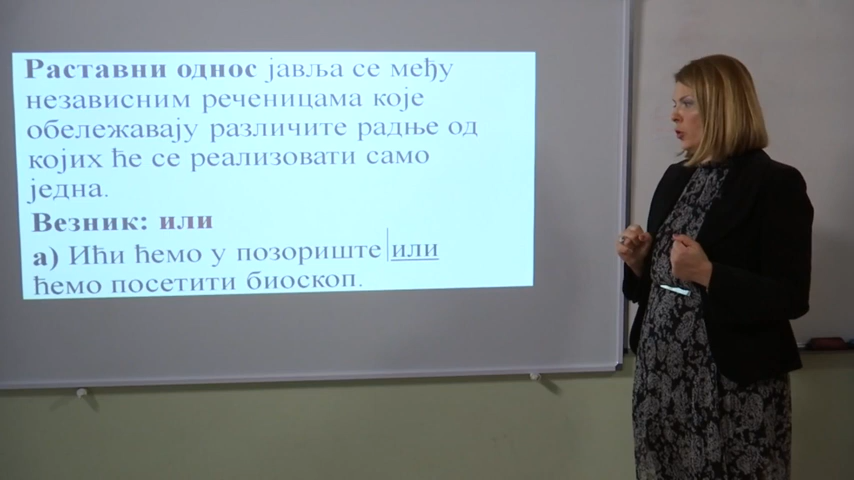 Раставни однос јавља се међу
независним реченицама које
обележавају различите радње од
којих ће се реализовати само
једна.
Везник: или
а) Ићи ћемо у позориште |или
ћемо посетити биоскоп.